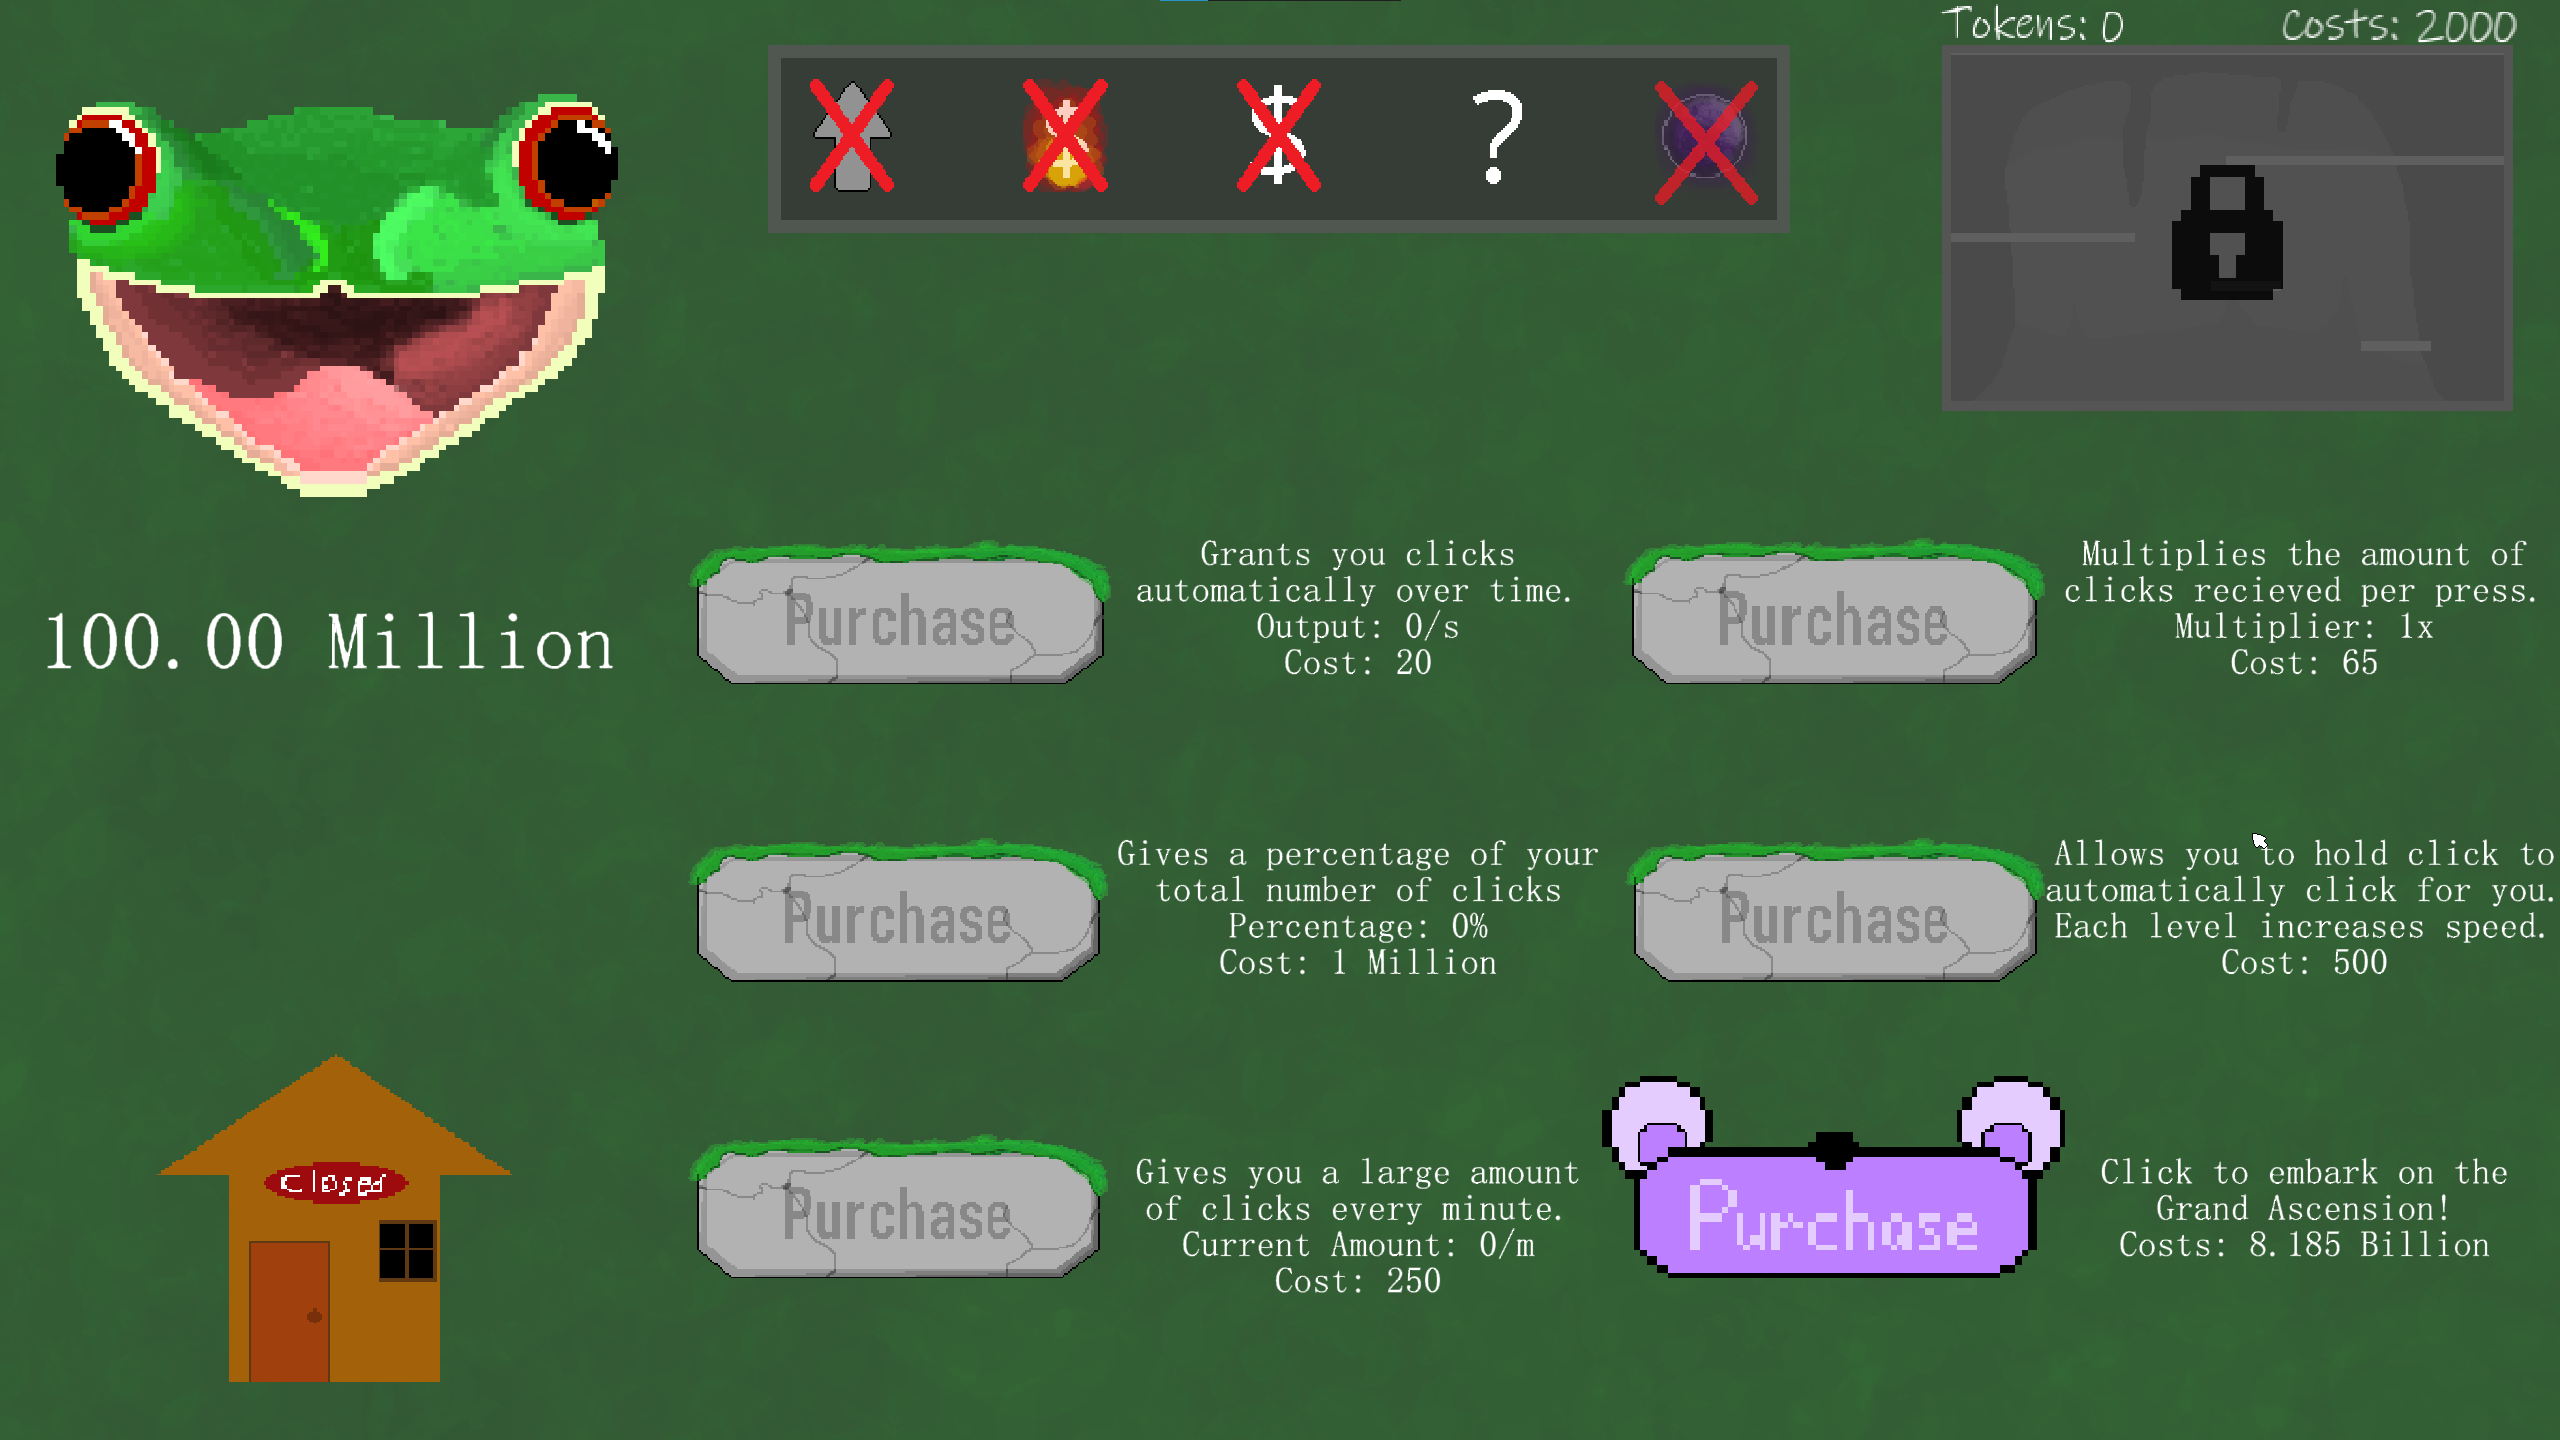 Tokens: 0
Costs: 2000
?
$
Purchase
Grants you clicks
automatically over time.
Output: 0/s
Cost: 20
Purchase
Multiplies the amount of
clicks recieved per press.
Multiplier: 1x
Cost: 65
100.00 Million
Purchase
Gives a percentage of your
total number of clicks
Percentage: 0%
Cost: 1 Million
Purchase
Allows you to hold click to
automatically click for you.
Each level increases speed.
Cost: 500
Closed
Purchase
Gives you a large amount
of clicks every minute.
Current Amount: 0/m
Cost: 250
Purchase
Click to embark on the
Grand Ascension!
Costs: 8.185 Billion